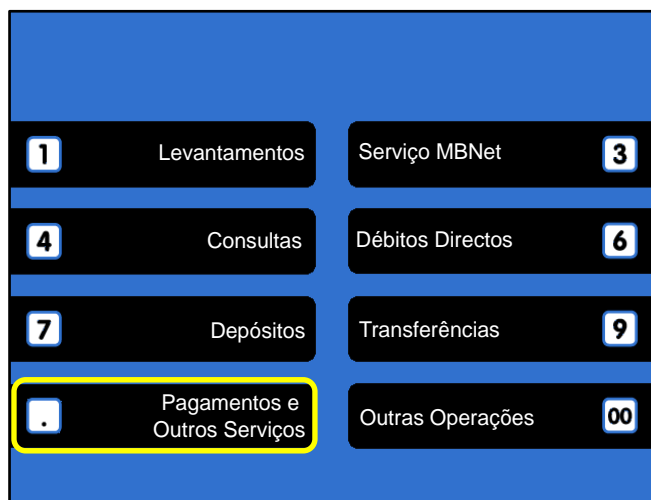 1 Levantamentos
Serviço MBNet 3
4 Consultas
Débitos Directos 6
7 Depósitos
Transferências 9
. Pagamentos e
Outros Serviços
Outras Operações 00